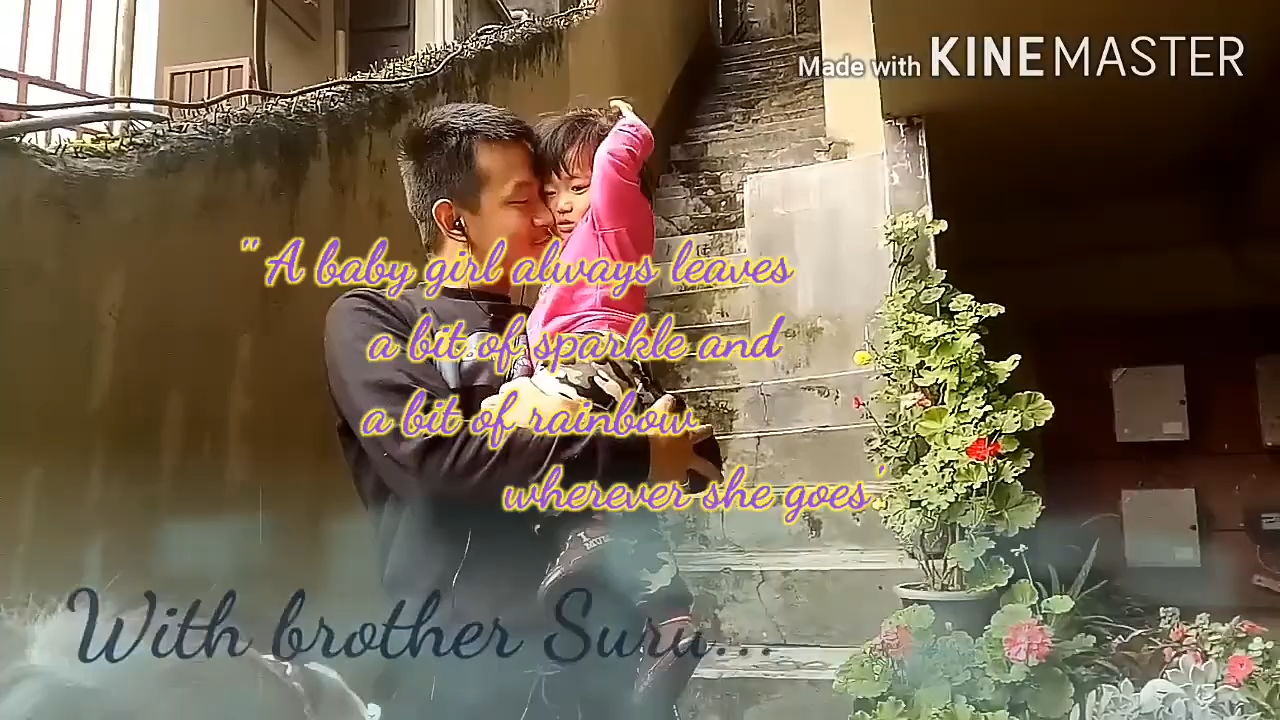 Made with KINEMASTER
"A baby girl always leaves
a bit of sparkle and
a bit of rainbow
wherever she goes"
With brother Suru...